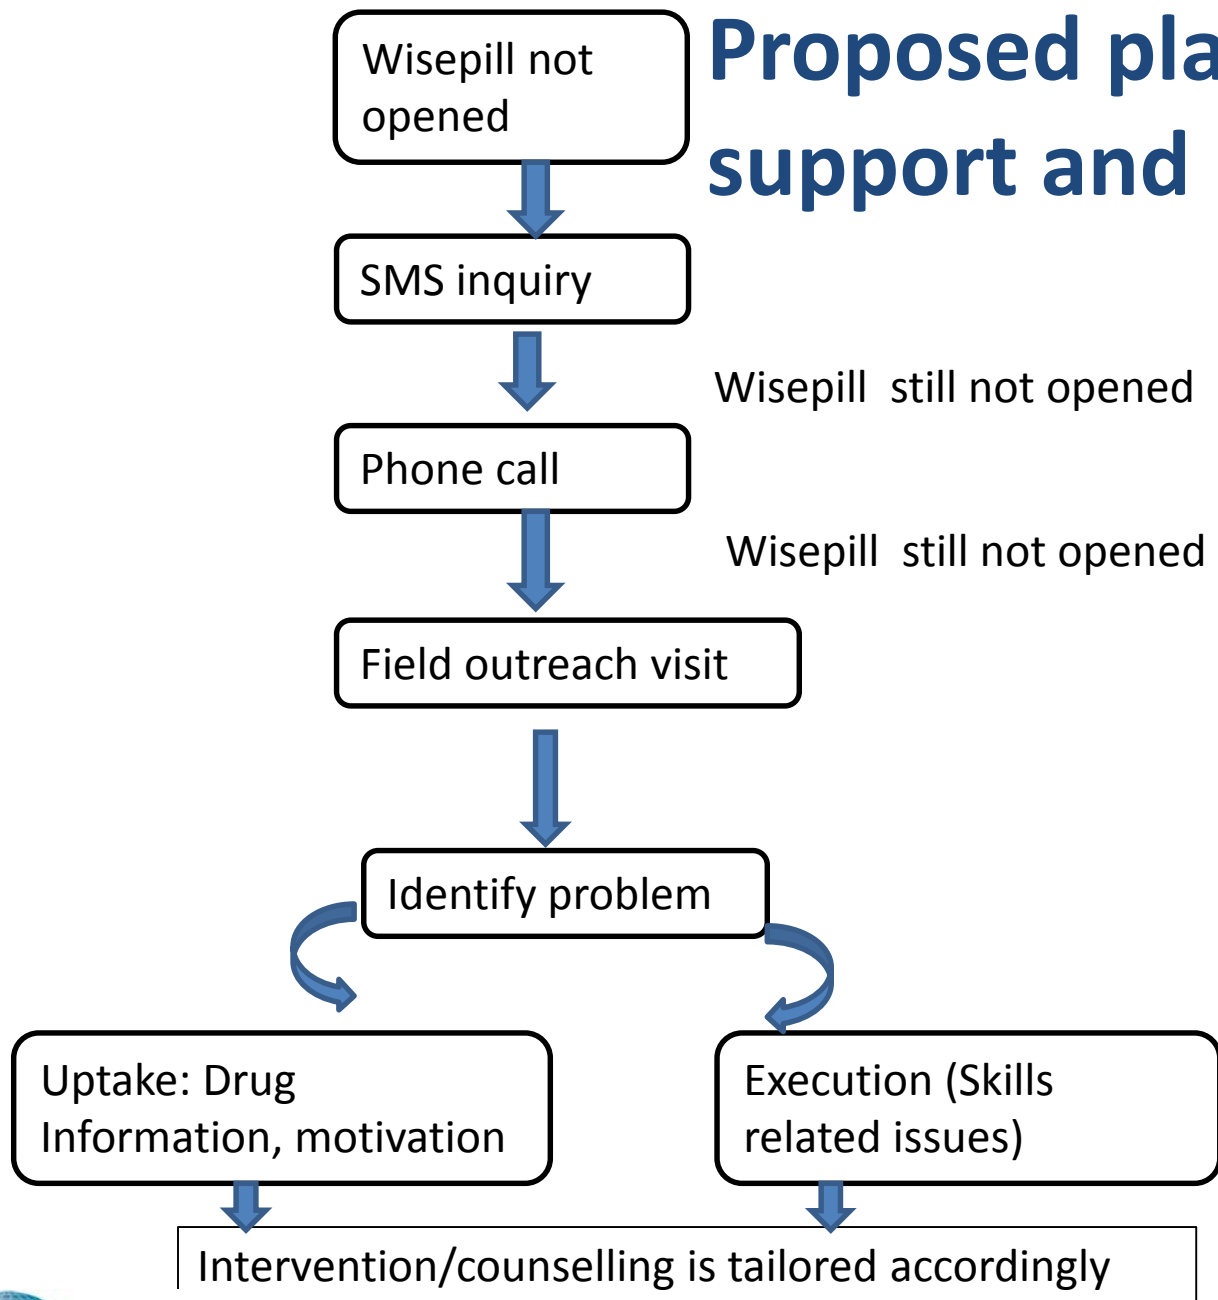 Wisepill not
opened
Proposed pla
support and
SMS inquiry
Wisepill still not opened
Phone call
Wisepill still not opened
Field outreach visit
Identify problem
Uptake: Drug
Information, motivation
Execution (Skills
related issues)
Intervention/counselling is tailored accordingly